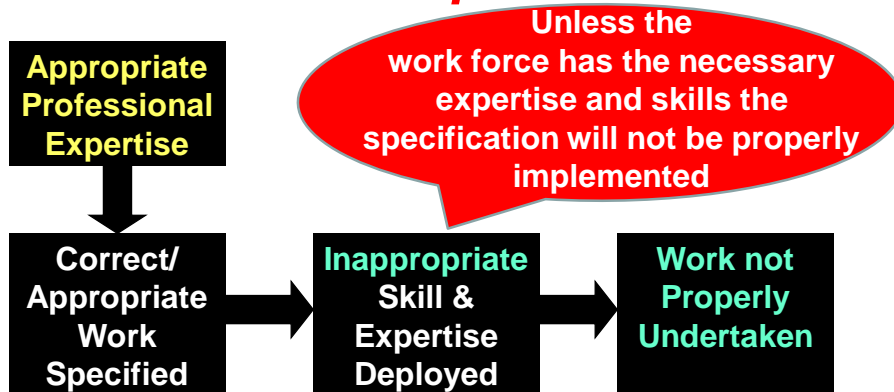 Unless the
work force has the necessary
expertise and skills the
specification will not be properly
implemented
Appropriate
Professional
Expertise
Correct/
Appropriate
Work
Specified
Inappropriate
Skill &
Expertise
Deployed
Work not
Properly
Undertaken